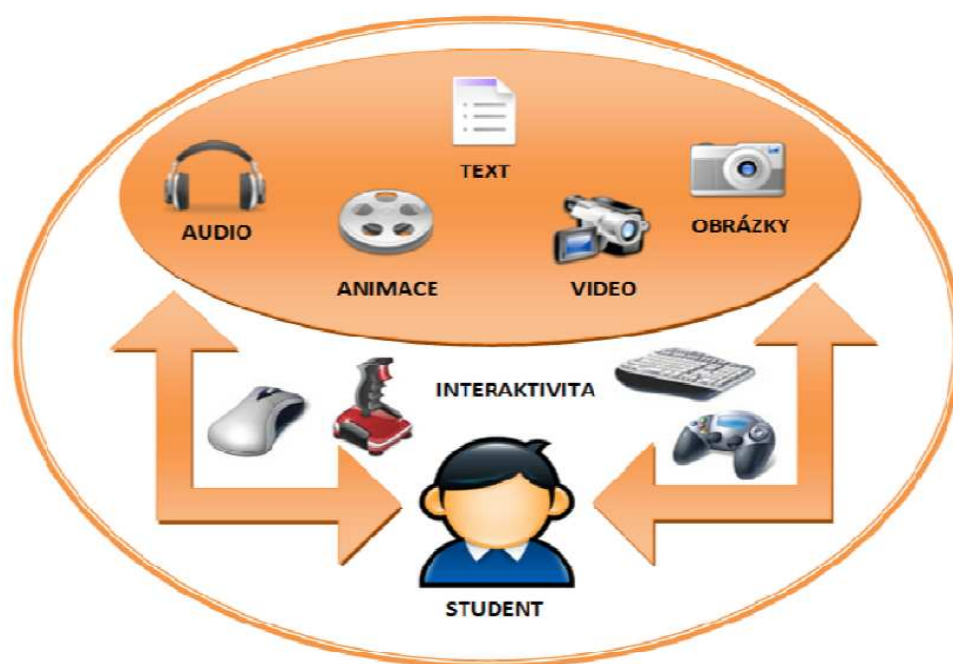 TEXT
AUDIO
OBRÁZKY
ANIMACE
VIDEO
INTERAKTIVITA
STUDENT